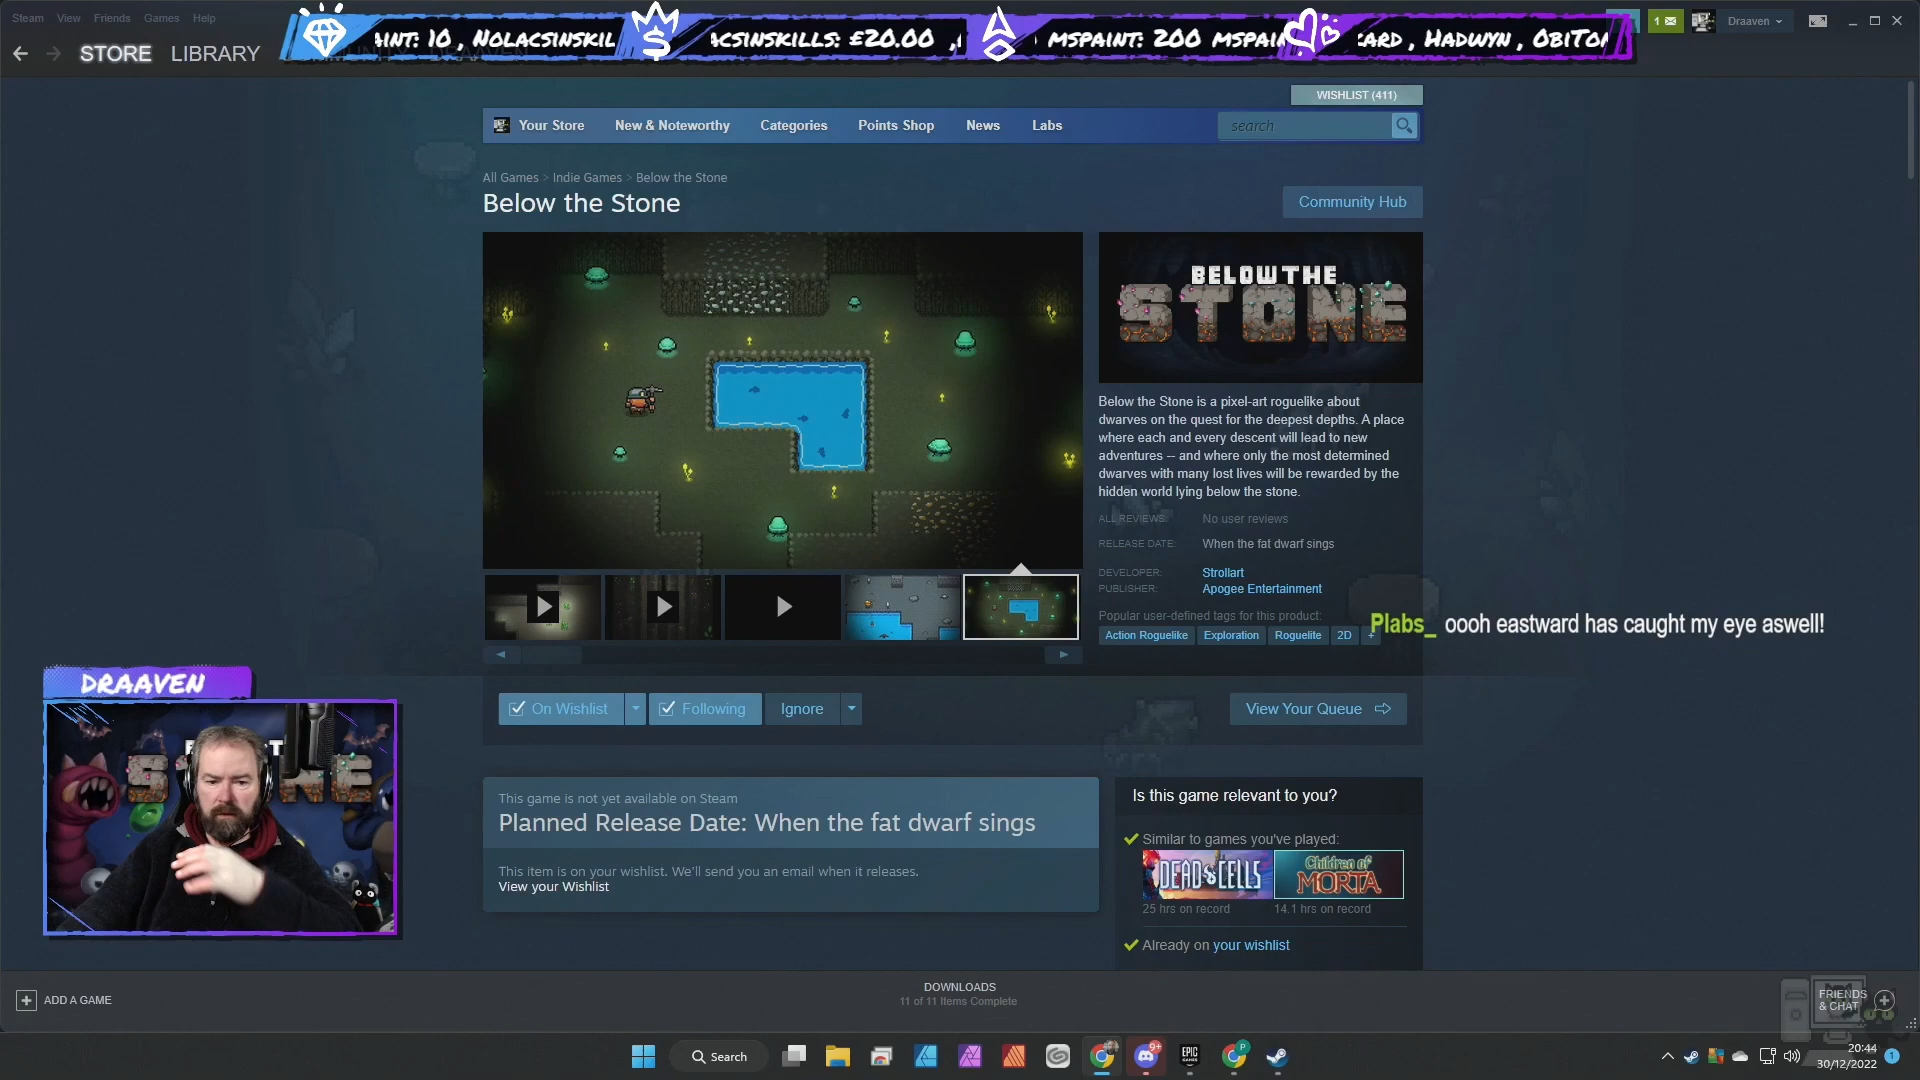 Steam View Friends Channels Games Help
AINT: 10 , NOLACSINSKIL
ACSINSKILLS: £20.00 ,
MSPAINT: 200 MSPAIN
CARD , HADWYN , OBITO
1
Draaven
STORE LIBRARY
WISHLIST (411)
Your Store New & Noteworthy Categories Points Shop News Labs
search
All Games > Indie Games > Below the Stone
Below the Stone
Community Hub
BELOW THE
STONE
Below the Stone is a pixel-art roguelike about
dwarves on the quest for the deepest depths. A place
where each and every descent will lead to new
adventures -- and where only the most determined
dwarves with many lost lives will be rewarded by the
hidden world lying below the stone.
ALL REVIEWS: No user reviews
RELEASE DATE: When the fat dwarf sings
DEVELOPER: Strollart
PUBLISHER: Apogee Entertainment
Popular user-defined tags for this product:
Action Roguelike Exploration Roguelite 2D +
Plabs_ oooh eastward has caught my eye aswell!
DRAAVEN
On Wishlist Following Ignore
View Your Queue
This game is not yet available on Steam
Planned Release Date: When the fat dwarf sings
This item is on your wishlist. We'll send you an email when it releases.
View your Wishlist
Is this game relevant to you?
Similar to games you've played:
DEAD CELLS
Children of
MORTA
25 hrs on record 14.1 hrs on record
Already on your wishlist
ADD A GAME
DOWNLOADS
11 of 11 Items Complete
FRIENDS
& CHAT
Search
9+
EPIC
GAMES
P
20:44
30/12/2022
1